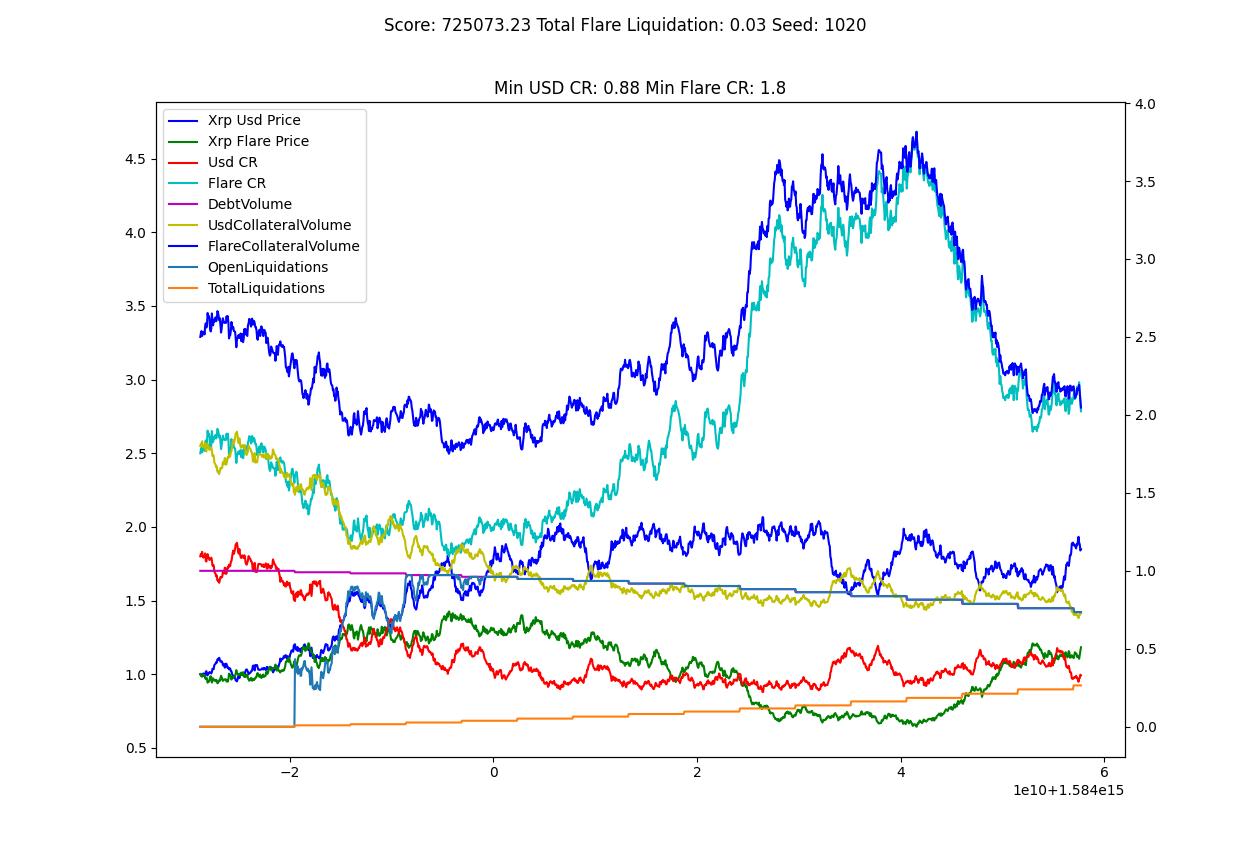 Score: 725073.23 Total Flare Liquidation: 0.03 Seed: 1020
Min USD CR: 0.88 Min Flare CR: 1.8
Xrp Usd Price
Xrp Flare Price
Usd CR
Flare CR
DebtVolume
UsdCollateralVolume
FlareCollateralVolume
OpenLiquidations
TotalLiquidations
4.5
4.0
3.5
3.0
2.5
2.0
1.5
1.0
0.5
4.0
3.5
3.0
2.5
2.0
1.5
1.0
0.5
0.0
−2 0 2 4 6
1e10+1.584e15